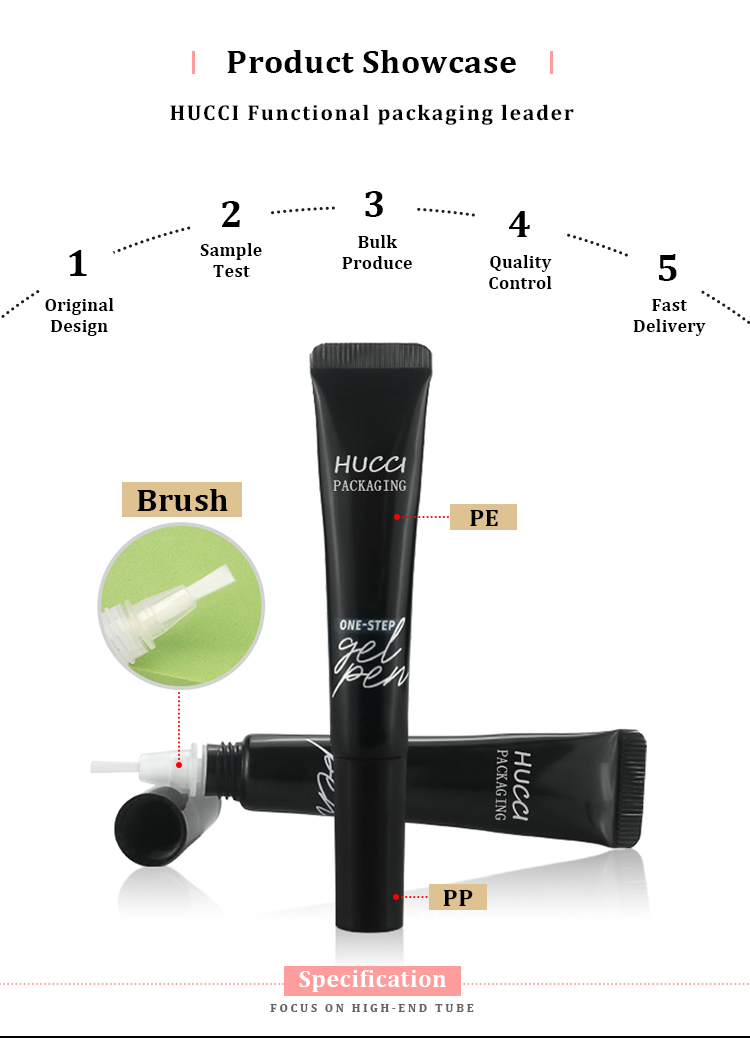 Product Showcase
HUCCI Functional packaging leader
1
Original
Design
2
Sample
Test
3
Bulk
Produce
4
Quality
Control
5
Fast
Delivery
HUCCI
PACKAGING
Brush
PE
ONE-STEP
gel
pen
HUCCI
PACKAGING
pen
PP
Specification
FOCUS ON HIGH-END TUBE